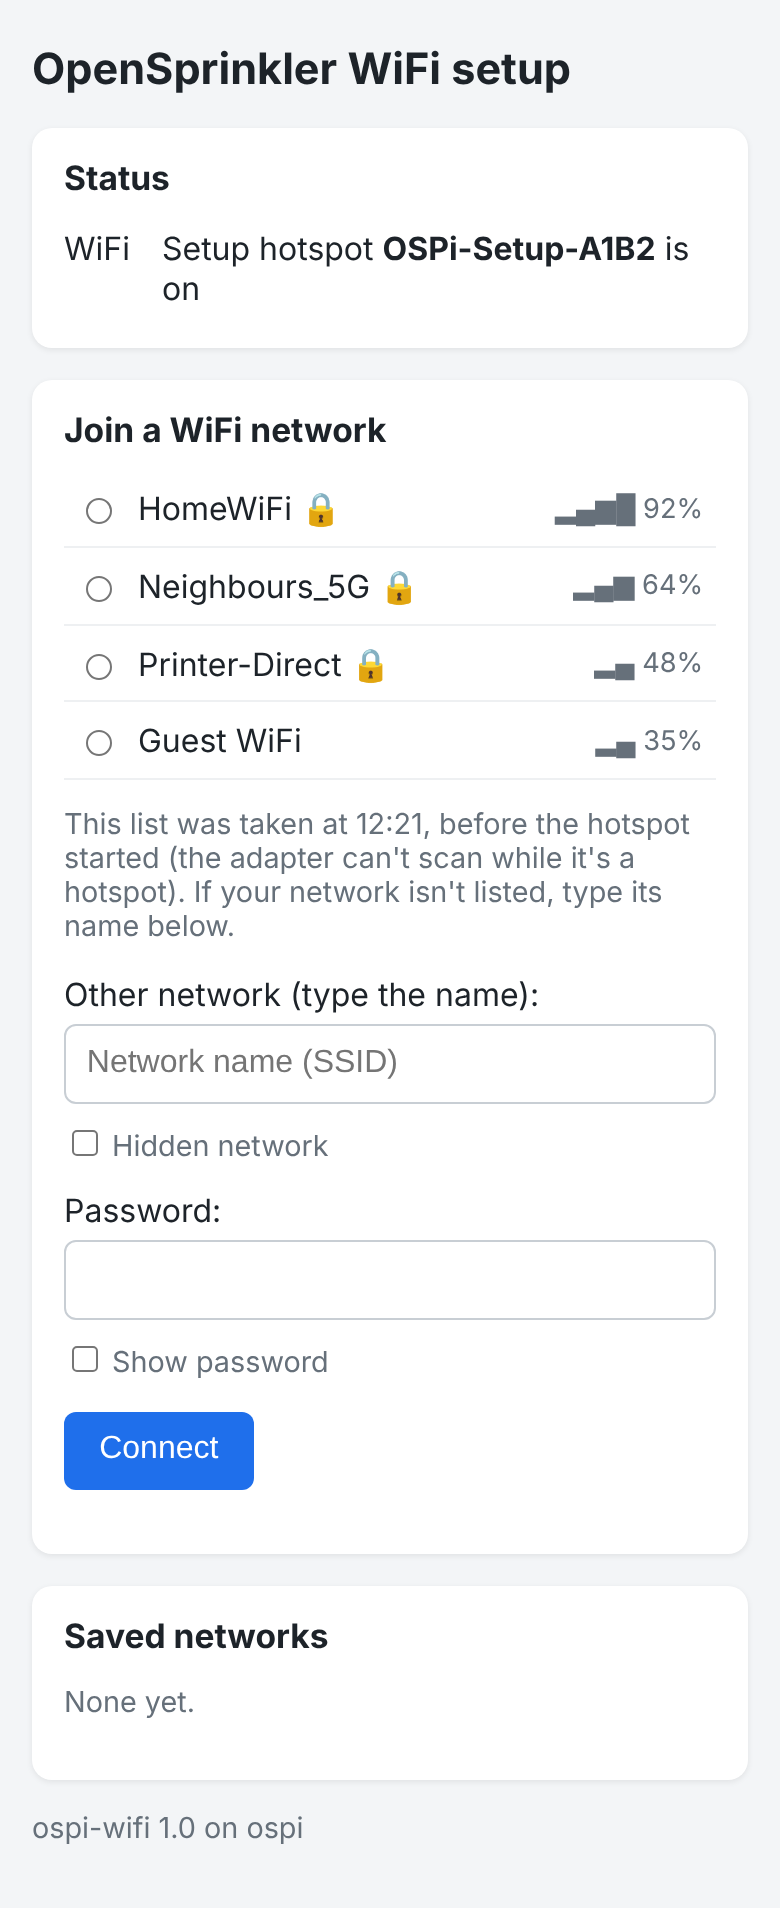 OpenSprinkler WiFi setup
Status
WiFi Setup hotspot OSPi-Setup-A1B2 is
on
Join a WiFi network
HomeWiFi 🔒 92%
Neighbours_5G 🔒 64%
Printer-Direct 🔒 48%
Guest WiFi 35%
This list was taken at 12:21, before the hotspot
started (the adapter can't scan while it's a
hotspot). If your network isn't listed, type its
name below.
Other network (type the name):
Network name (SSID)
Hidden network
Password:
Show password
Connect
Saved networks
None yet.
ospi-wifi 1.0 on ospi